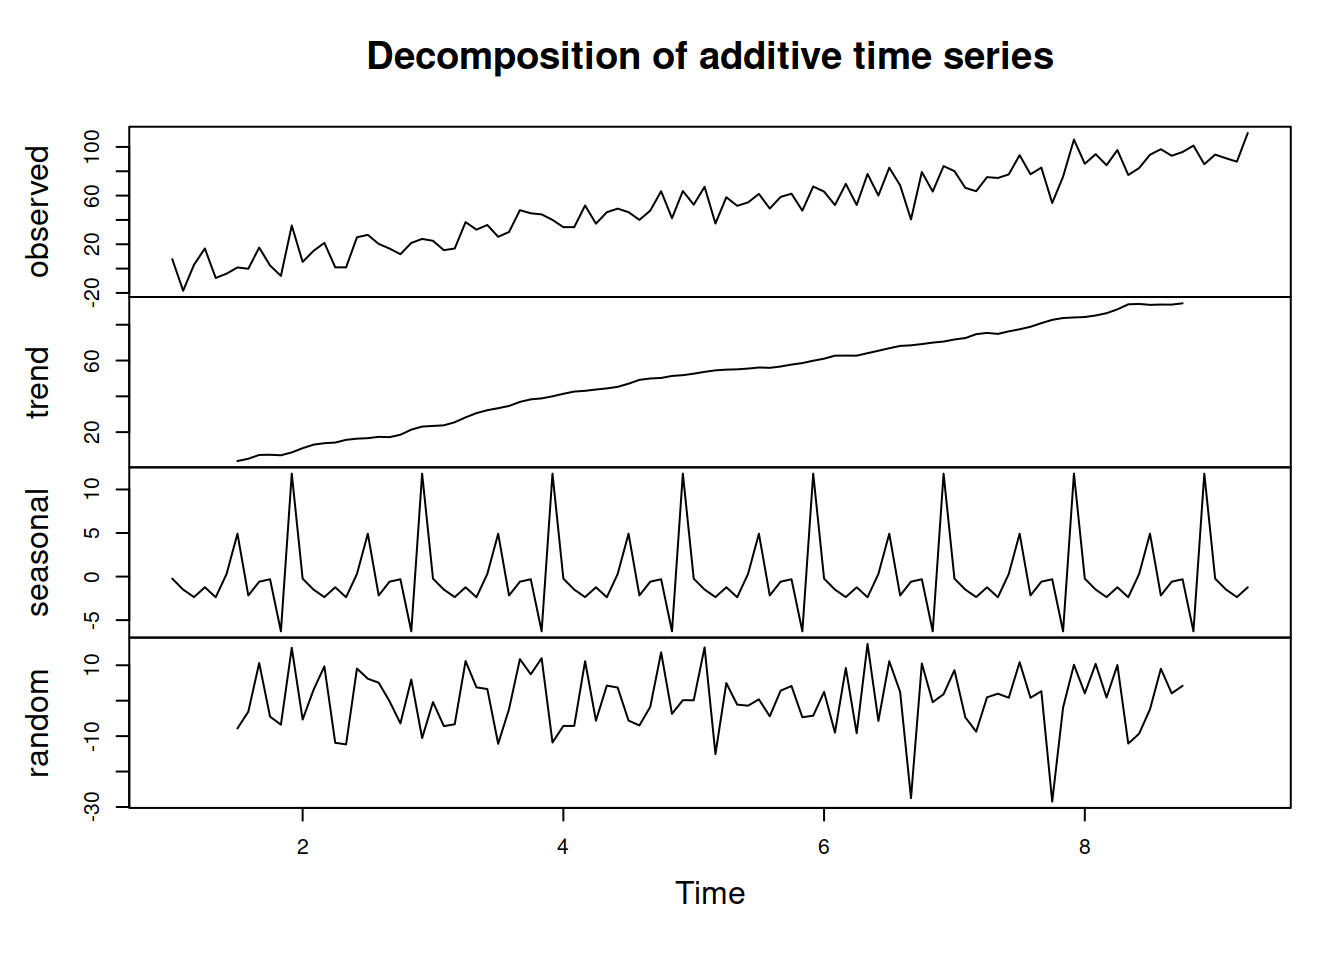 Decomposition of additive time series
observed
-20 20 60 100
trend
20 60
seasonal
-5 0 5 10
random
-30 -10 10
2 4 6 8
Time